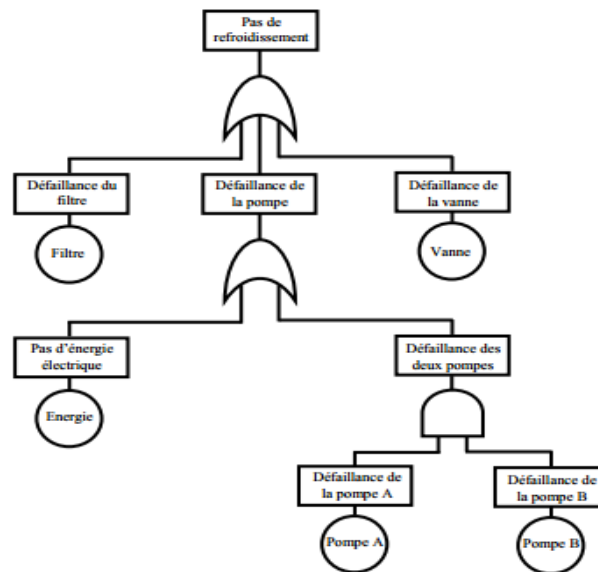 Pas de
refroidissement
Défaillance du
filtre
Défaillance de
la pompe
Défaillance de
la vanne
Filtre
Vanne
Pas d'énergie
électrique
Défaillance des
deux pompes
Energie
Défaillance de
la pompe A
Défaillance de
la pompe B
Pompe A
Pompe B